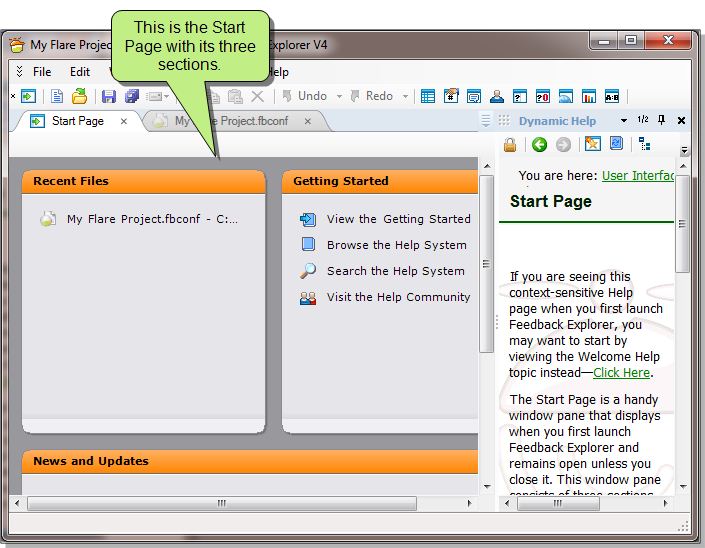 This is the Start
Page with its three
sections.
My Flare Proje
Explorer V4
File Edit
elp
Undo Redo
Start Page
My Flare Project.fbconf
Dynamic Help 1/2
You are here: User Interfac
Start Page
Recent Files
My Flare Project.fbconf - C:...
Getting Started
View the Getting Started
Browse the Help System
Search the Help System
Visit the Help Community
News and Updates
If you are seeing this
context-sensitive Help
page when you first launch
Feedback Explorer, you
may want to start by
viewing the Welcome Help
topic instead—Click Here.
The Start Page is a handy
window pane that displays
when you first launch
Feedback Explorer and
remains open unless you
close it. This window pane
consists of three sections